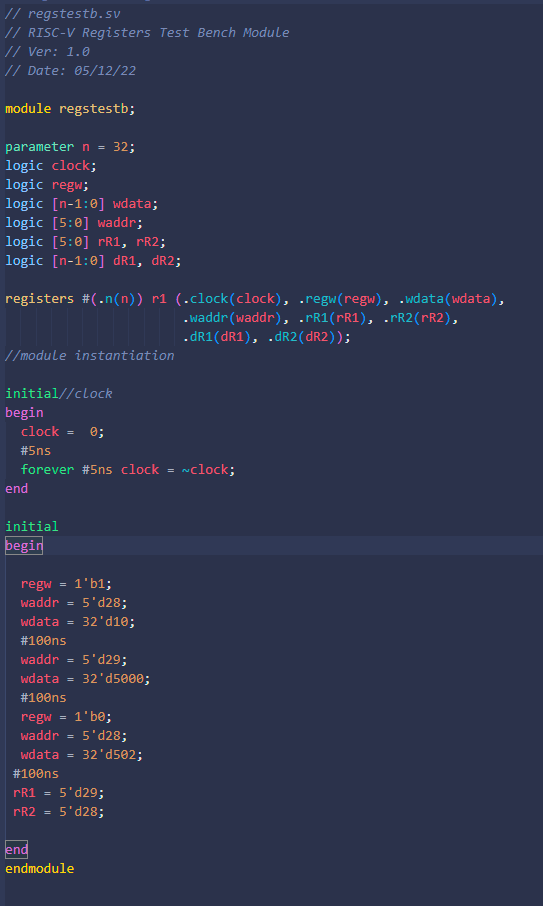 // regstestb.sv
// RISC-V Registers Test Bench Module
// Ver: 1.0
// Date: 05/12/22
module regstestb;
parameter n = 32;
logic clock;
logic regw;
logic [n-1:0] wdata;
logic [5:0] waddr;
logic [5:0] rR1, rR2;
logic [n-1:0] dR1, dR2;
registers #(.n(n)) r1 (.clock(clock), .regw(regw), .wdata(wdata),
.waddr(waddr), .rR1(rR1), .rR2(rR2),
.dR1(dR1), .dR2(dR2));
//module instantiation
initial//clock
begin
clock =  0;
#5ns
forever #5ns clock = ~clock;
end
initial
begin
regw = 1'b1;
waddr = 5'd28;
wdata = 32'd10;
#100ns
waddr = 5'd29;
wdata = 32'd5000;
#100ns
regw = 1'b0;
waddr = 5'd28;
wdata = 32'd502;
#100ns
rR1 = 5'd29;
rR2 = 5'd28;
end
endmodule